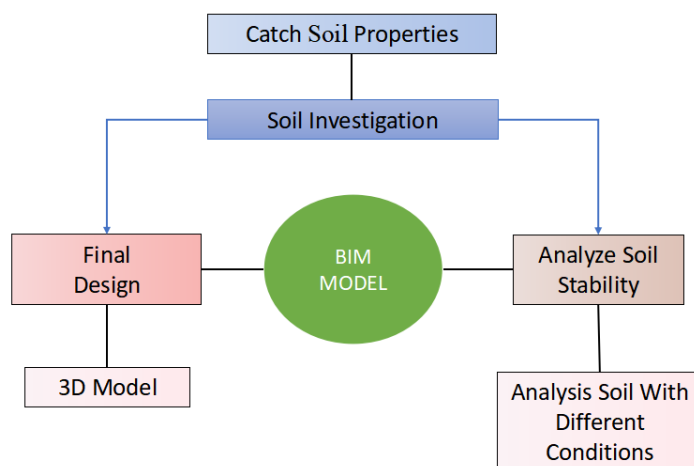 Catch Soil Properties
Soil Investigation
Final
Design
BIM
MODEL
Analyze Soil
Stability
3D Model
Analysis Soil With
Different
Conditions